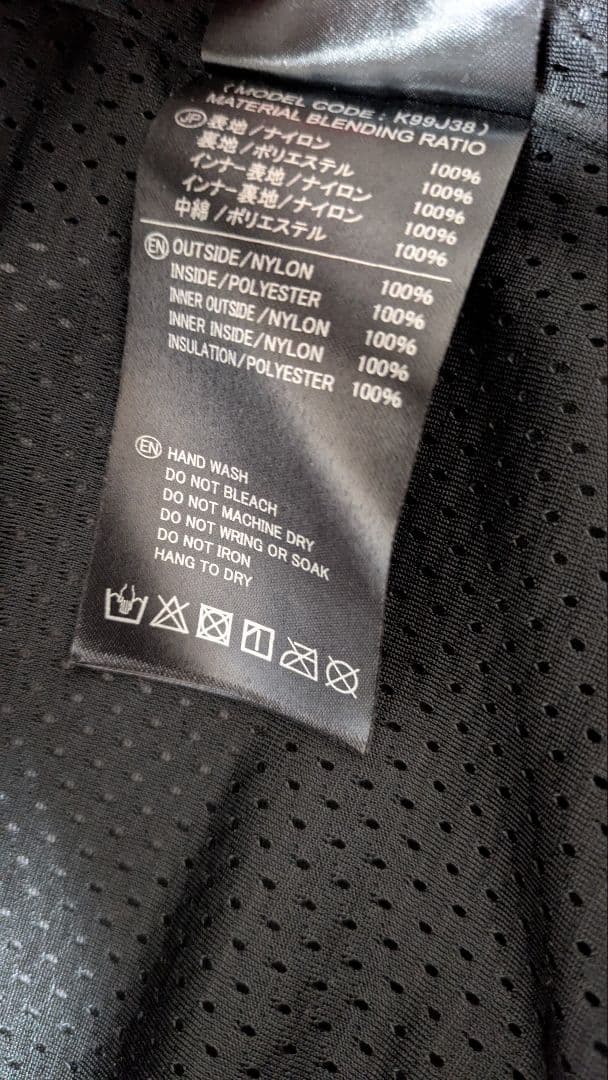 (MODEL CODE : K99J38)
MATERIAL BLENDING RATIO
JP 表地/ナイロン 100%
裏地/ポリエステル 100%
インナー表地/ナイロン 100%
インナー裏地/ナイロン 100%
中綿/ポリエステル 100%
EN OUTSIDE/NYLON 100%
INSIDE/POLYESTER 100%
INNER OUTSIDE/NYLON 100%
INNER INSIDE/NYLON 100%
INSULATION/POLYESTER 100%
EN HAND WASH
DO NOT BLEACH
DO NOT MACHINE DRY
DO NOT WRING OR SOAK
DO NOT IRON
HANG TO DRY